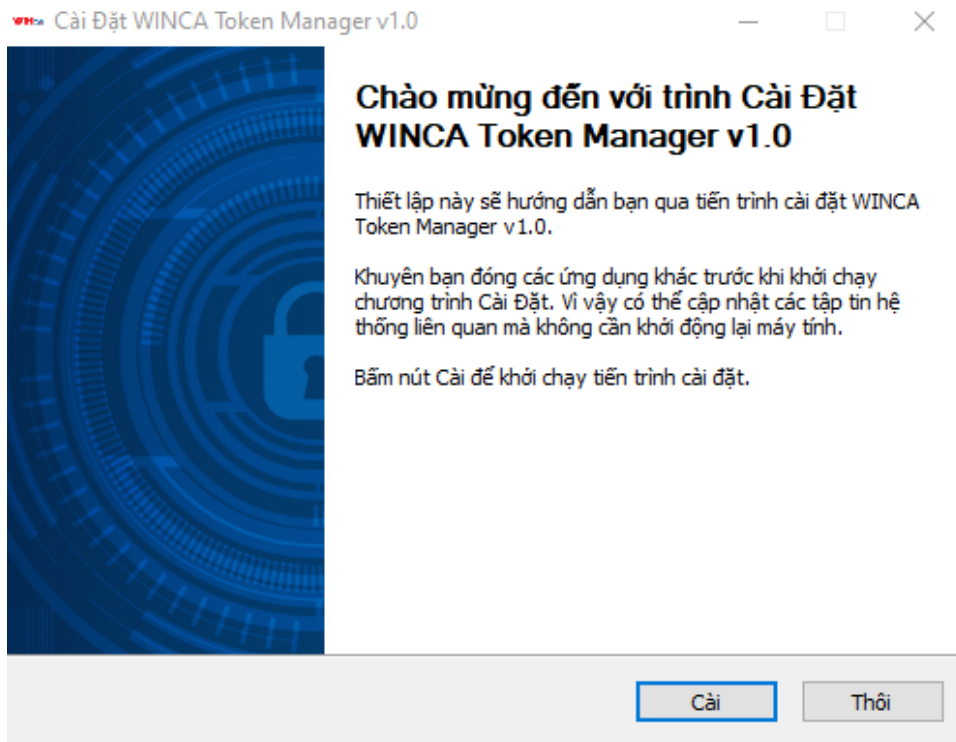 WINCA Cài Đặt WINCA Token Manager v1.0
Chào mừng đến với trình Cài Đặt
WINCA Token Manager v1.0
Thiết lập này sẽ hướng dẫn bạn qua tiến trình cài đặt WINCA
Token Manager v1.0.
Khuyên bạn đóng các ứng dụng khác trước khi khởi chạy
chương trình Cài Đặt. Vì vậy có thể cập nhật các tập tin hệ
thống liên quan mà không cần khởi động lại máy tính.
Bấm nút Cài để khởi chạy tiến trình cài đặt.
Cài
Thôi